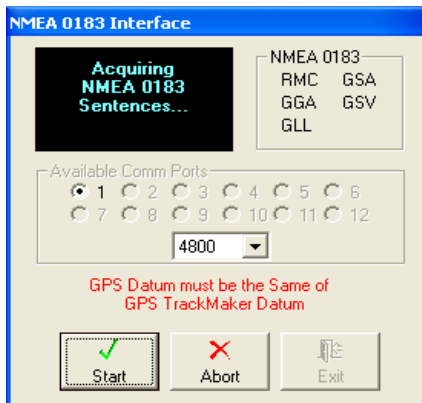 NMEA 0183 Interface
Acquiring
NMEA 0183
Sentences...
NMEA 0183
RMC GSA
GGA GSV
GLL
Available Comm Ports
1 2 3 4 5 6
7 8 9 10 11 12
4800
GPS Datum must be the Same of
GPS TrackMaker Datum
Start Abort Exit